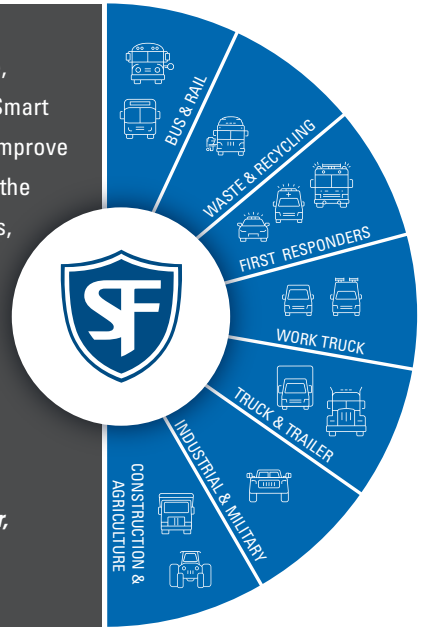 ,
Smart
mprove
the
s,
r,
SF
BUS & RAIL
WASTE & RECYCLING
FIRST RESPONDERS
WORK TRUCK
TRUCK & TRAILER
INDUSTRIAL & MILITARY
CONSTRUCTION &
AGRICULTURE